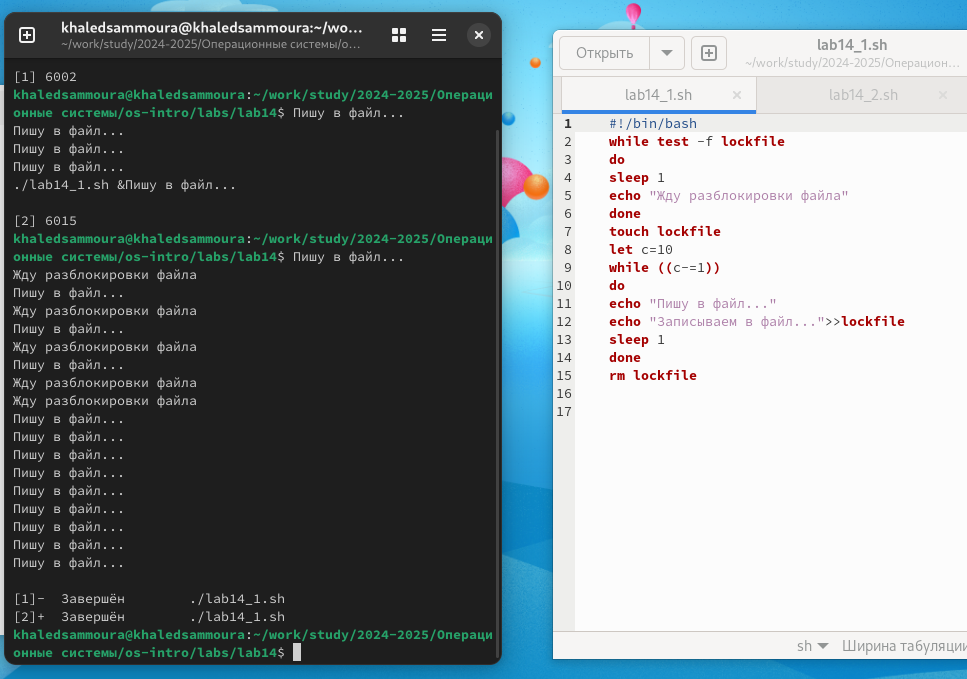 khaledsammoura@khaledsammoura:~/wo...
~/work/study/2024-2025/Операционные системы/о...
[1] 6002
khaledsammoura@khaledsammoura:~/work/study/2024-2025/Операци
онные системы/os-intro/labs/lab14$ Пишу в файл...
Пишу в файл...
Пишу в файл...
Пишу в файл...
./lab14_1.sh &Пишу в файл...
[2] 6015
khaledsammoura@khaledsammoura:~/work/study/2024-2025/Операци
онные системы/os-intro/labs/lab14$ Пишу в файл...
Жду разблокировки файла
Пишу в файл...
Жду разблокировки файла
Пишу в файл...
Жду разблокировки файла
Пишу в файл...
Жду разблокировки файла
Жду разблокировки файла
Пишу в файл...
Пишу в файл...
Пишу в файл...
Пишу в файл...
Пишу в файл...
Пишу в файл...
Пишу в файл...
Пишу в файл...
Пишу в файл...
[1]-  Завершён        ./lab14_1.sh
[2]+  Завершён        ./lab14_1.sh
khaledsammoura@khaledsammoura:~/work/study/2024-2025/Операци
онные системы/os-intro/labs/lab14$
Открыть
lab14_1.sh
~/work/study/2024-2025/Операцион...
lab14_1.sh
lab14_2.sh
1 #!/bin/bash
2 while test -f lockfile
3 do
4 sleep 1
5 echo "Жду разблокировки файла"
6 done
7 touch lockfile
8 let c=10
9 while ((c-=1))
10 do
11 echo "Пишу в файл..."
12 echo "Записываем в файл...">>lockfile
13 sleep 1
14 done
15 rm lockfile
16
17
sh
Ширина табуляции